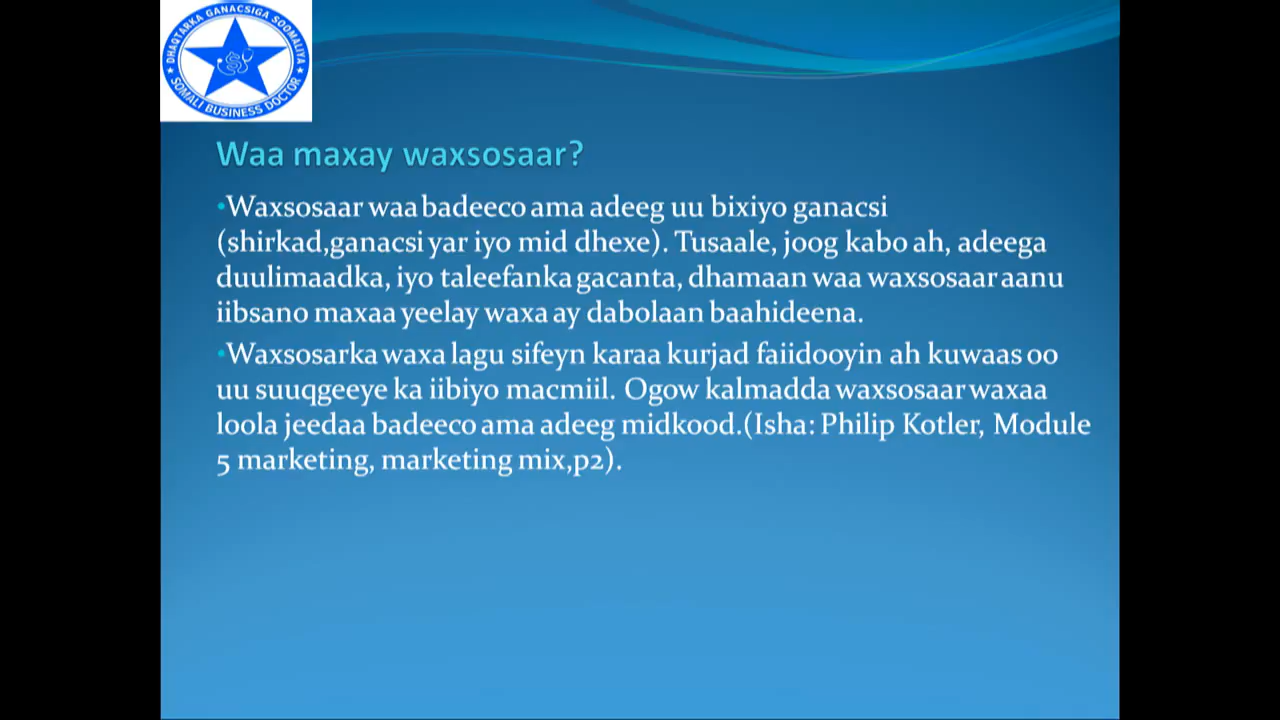 DHAQTARKA GANACSIGA SOOMALIYA
SOMALI BUSINESS DOCTOR
Waa maxay waxsosaar?
•Waxsosaar waa badeeco ama adeeg uu bixiyo ganacsi
(shirkad,ganacsi yar iyo mid dhexe). Tusaale, joog kabo ah, adeega
duulimaadka, iyo taleefanka gacanta, dhamaan waa waxsosaar aanu
iibsano maxaa yeelay waxa ay dabolaan baahideena.
•Waxsosarka waxa lagu sifeyn karaa kurjad faiidooyin ah kuwaas oo
uu suuqgeeye ka iibiyo macmiil. Ogow kalmadda waxsosaar waxaa
loola jeedaa badeeco ama adeeg midkood.(Isha: Philip Kotler, Module
5 marketing, marketing mix,p2).